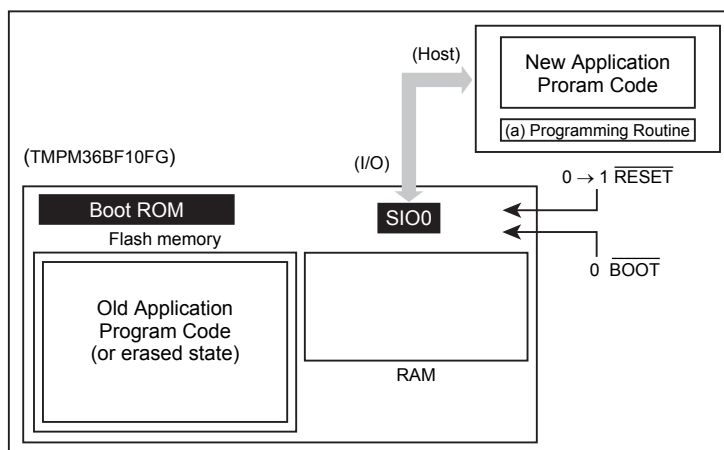 (Host)
New Application
Proram Code
(a) Programming Routine
(TMPM36BF10FG)
(I/O)
0 → 1 RESET
Boot ROM
SIO0
Flash memory
0 BOOT
Old Application
Program Code
(or erased state)
RAM